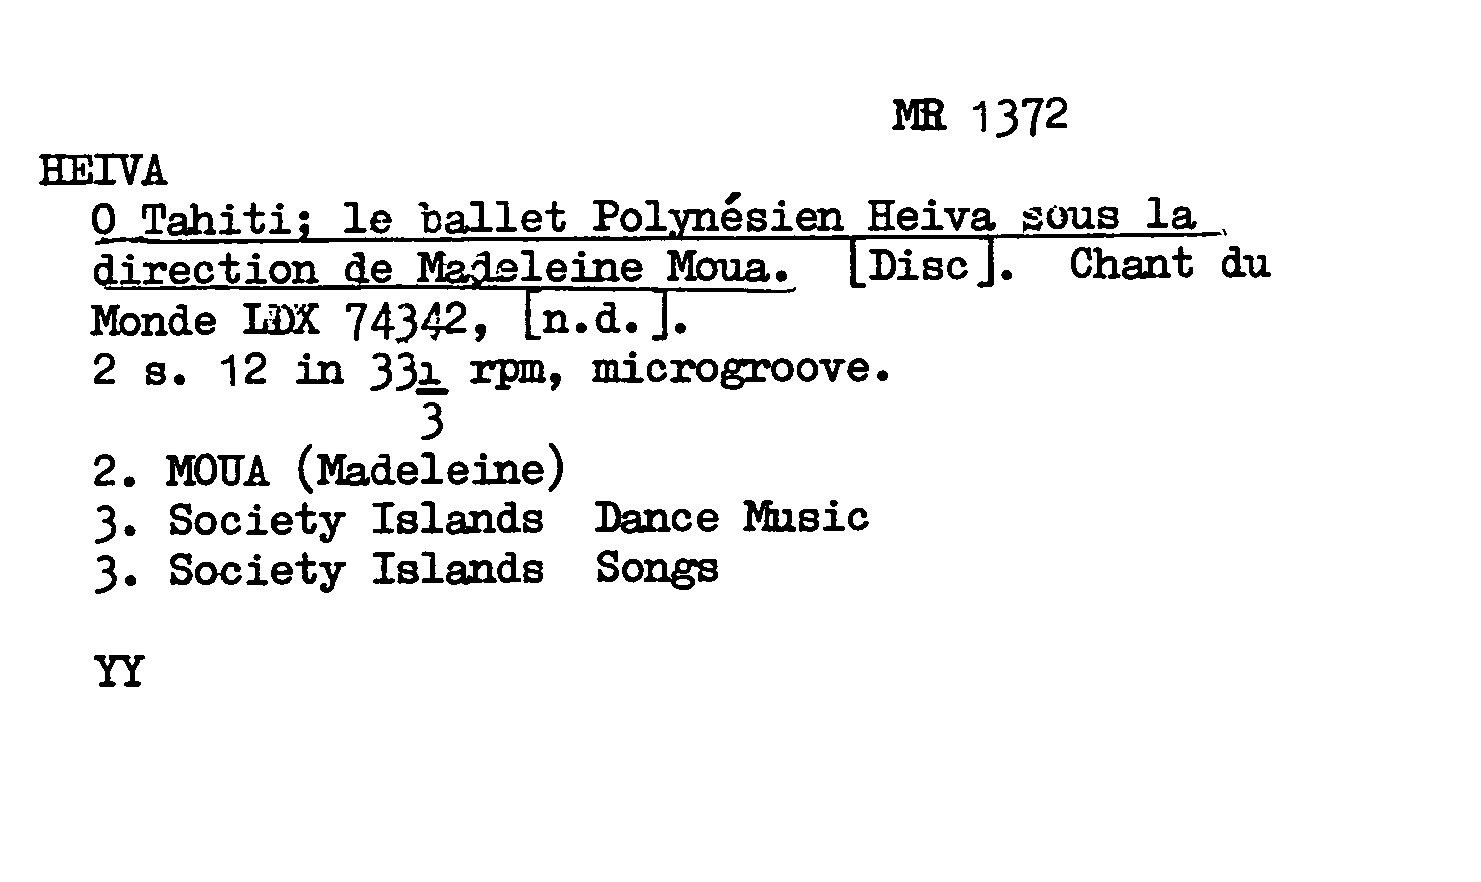 MR 1372
HEIVA
O Tahiti; le ballet Polynésien Heiva sous la
direction de Madeleine Moua. [Disc]. Chant du
Monde LDX 74342, [n.d.].
2 s. 12 in 33 1/3 rpm, microgroove.
2. MOUA (Madeleine)
3. Society Islands Dance Music
3. Society Islands Songs
YY